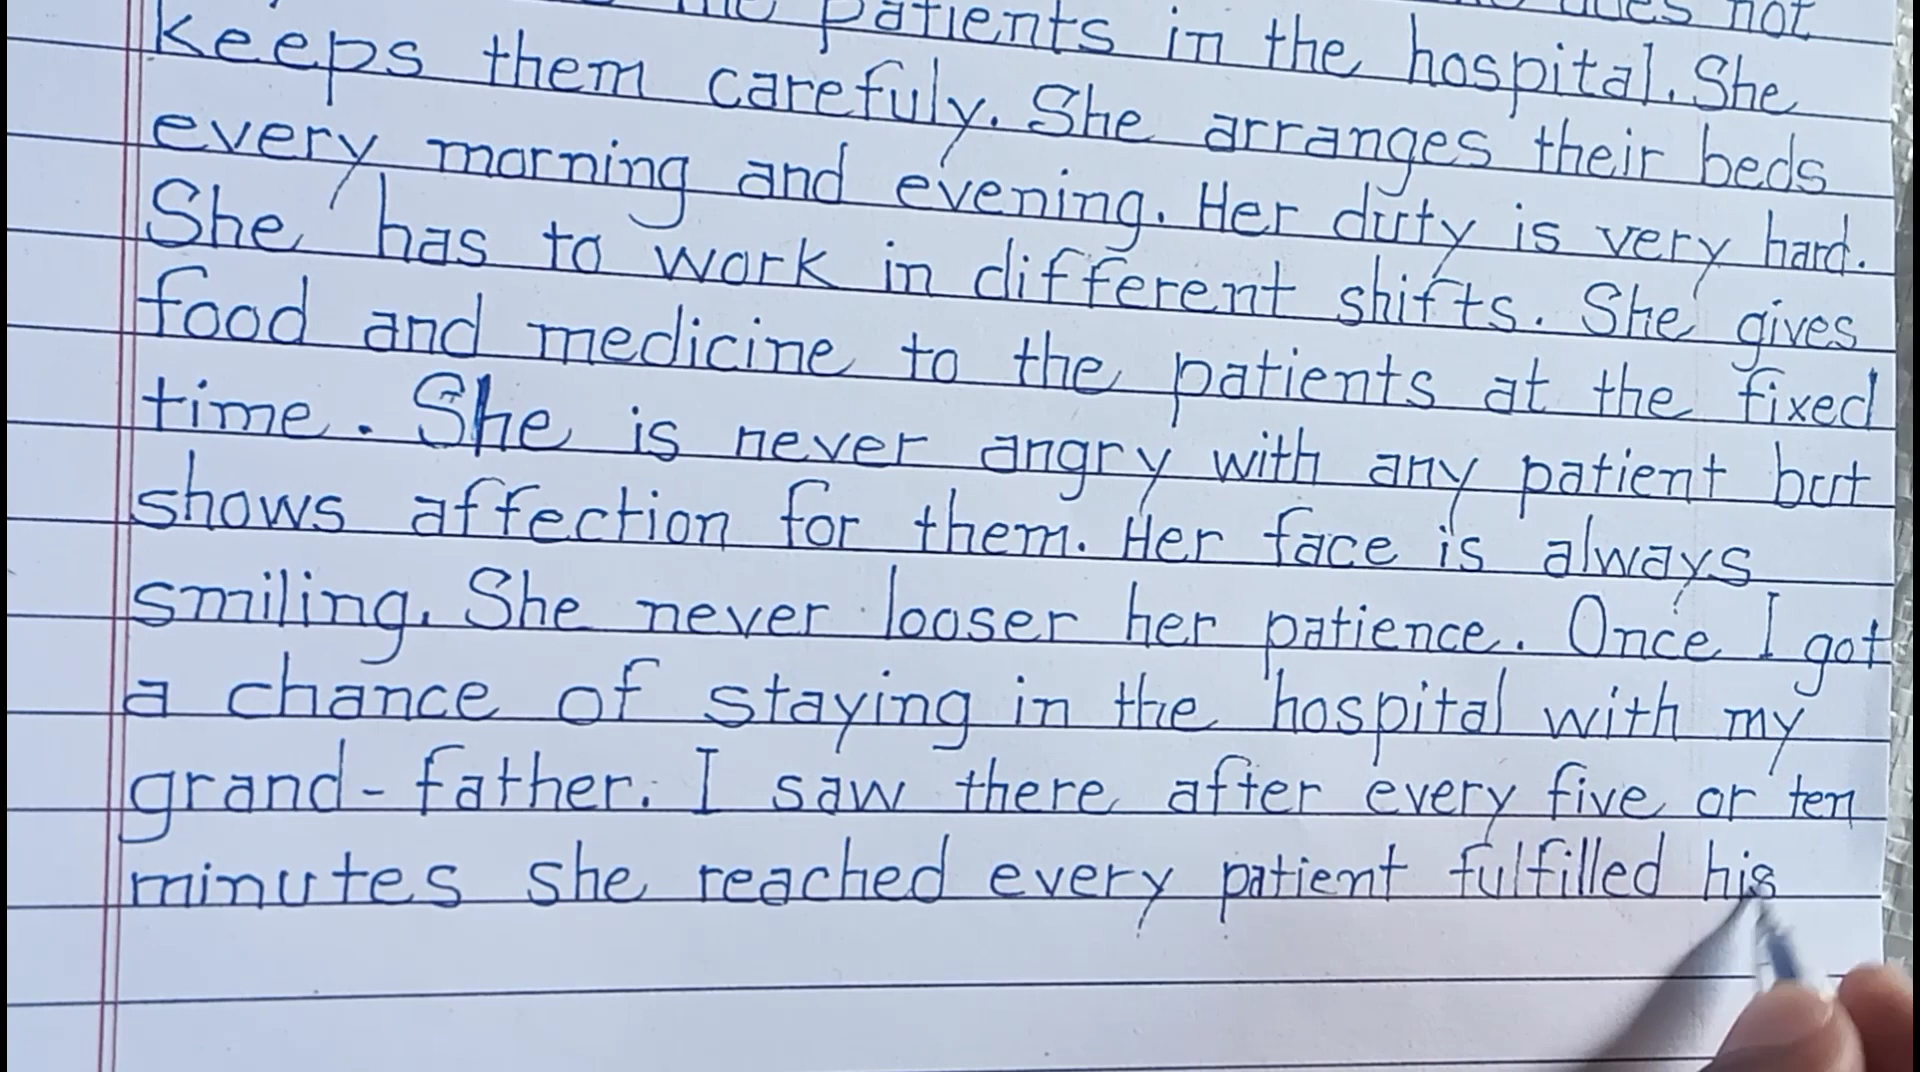 patients in the hospital. She does not
keeps them carefuly. She arranges their beds
every morning and evening. Her duty is very hard.
She has to work in different shifts. She gives
food and medicine to the patients at the fixed
time. She is never angry with any patient but
shows affection for them. Her face is always
smiling. She never looser her patience. Once I got
a chance of staying in the hospital with my
grand-father. I saw there after every five or ten
minutes she reached every patient fulfilled his